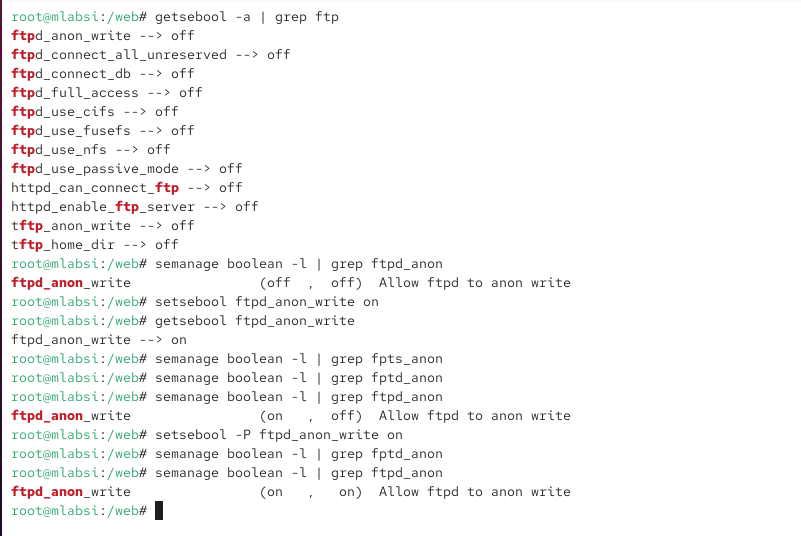 root@mlabsi:/web# getsebool -a | grep ftp
ftpd_anon_write --> off
ftpd_connect_all_unreserved --> off
ftpd_connect_db --> off
ftpd_full_access --> off
ftpd_use_cifs --> off
ftpd_use_fusefs --> off
ftpd_use_nfs --> off
ftpd_use_passive_mode --> off
httpd_can_connect_ftp --> off
httpd_enable_ftp_server --> off
tftp_anon_write --> off
tftp_home_dir --> off
root@mlabsi:/web# semanage boolean -l | grep ftpd_anon
ftpd_anon_write                (off  ,  off)  Allow ftpd to anon write
root@mlabsi:/web# setsebool ftpd_anon_write on
root@mlabsi:/web# getsebool ftpd_anon_write
ftpd_anon_write --> on
root@mlabsi:/web# semanage boolean -l | grep fpts_anon
root@mlabsi:/web# semanage boolean -l | grep fptd_anon
root@mlabsi:/web# semanage boolean -l | grep ftpd_anon
ftpd_anon_write                (on   ,  off)  Allow ftpd to anon write
root@mlabsi:/web# setsebool -P ftpd_anon_write on
root@mlabsi:/web# semanage boolean -l | grep fptd_anon
root@mlabsi:/web# semanage boolean -l | grep ftpd_anon
ftpd_anon_write                (on   ,   on)  Allow ftpd to anon write
root@mlabsi:/web#